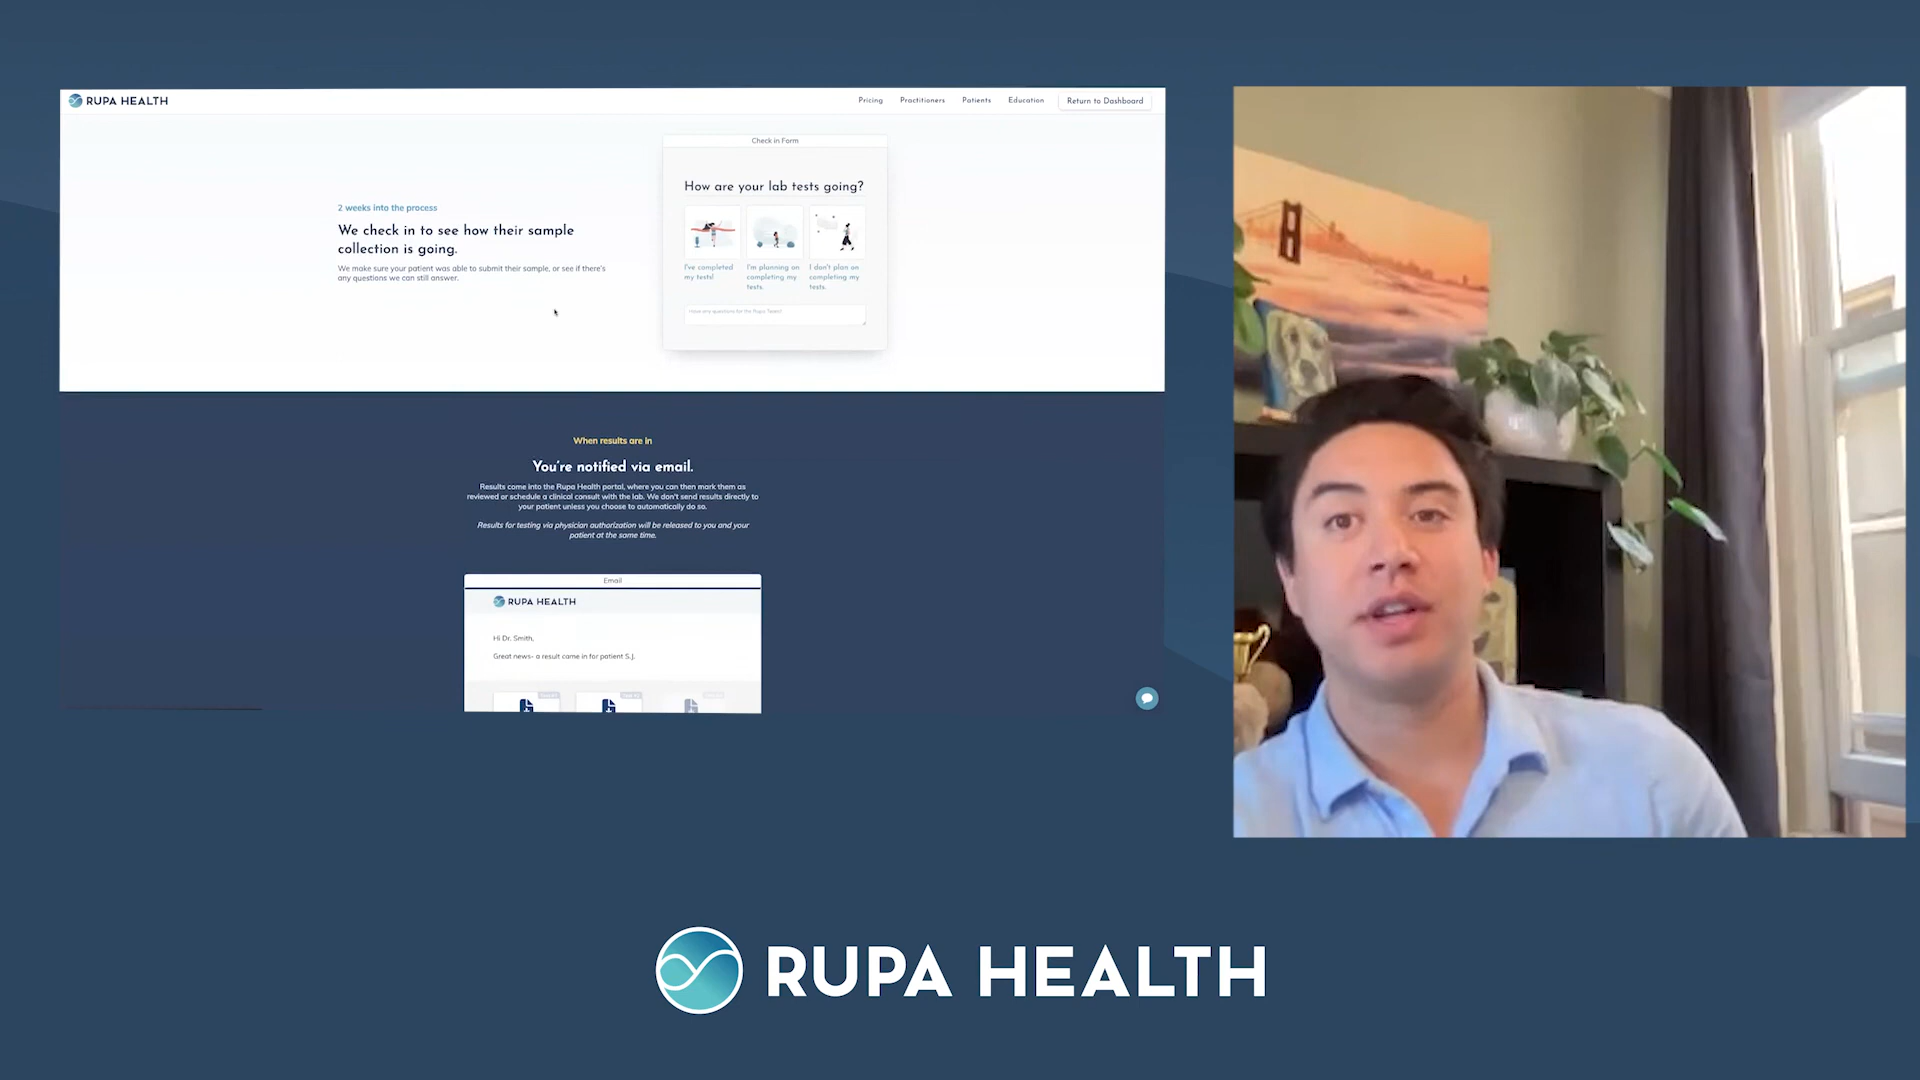 RUPA HEALTH
Pricing
Practitioners
Patients
Education
Return to Dashboard
2 weeks into the process
We check in to see how their sample
collection is going.
We make sure your patient was able to submit their sample, or see if there's
any questions we can still answer.
Check in Form
How are your lab tests going?
I've completed
my tests!
I'm planning on
completing my
tests.
I don't plan on
completing my
tests.
Have any questions for the Rupa Team?
When results are in
You're notified via email.
Results come into the Rupa Health portal, where you can then mark them as
reviewed or schedule a clinical consult with the lab. We don't send results directly to
your patient unless you choose to automatically do so.
Results for testing via physician authorization will be released to you and your
patient at the same time.
Email
RUPA HEALTH
Hi Dr. Smith,
Great news- a result came in for patient S.J.
RUPA HEALTH